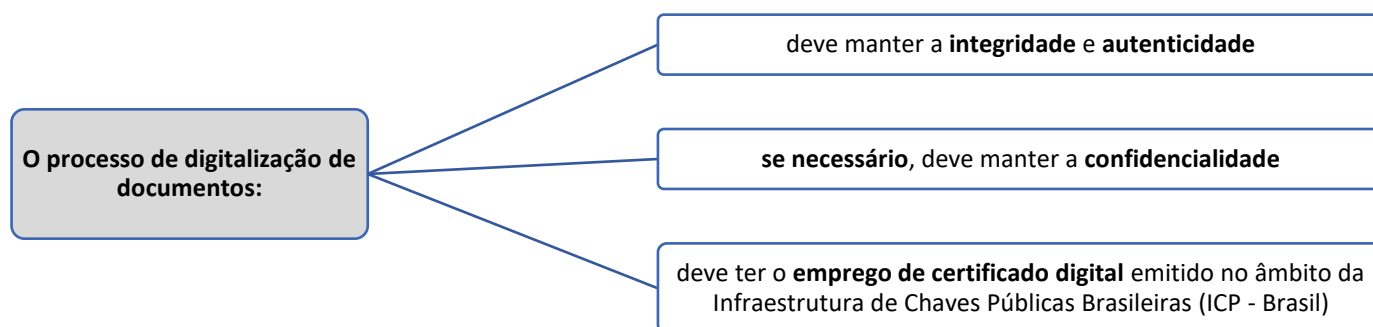 O processo de digitalização de
documentos:
deve manter a integridade e autenticidade
se necessário, deve manter a confidencialidade
deve ter o emprego de certificado digital emitido no âmbito da
Infraestrutura de Chaves Públicas Brasileiras (ICP - Brasil)